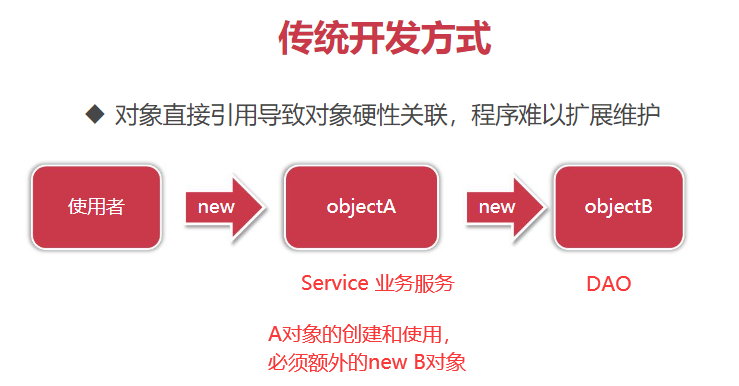 传统开发方式
◆ 对象直接引用导致对象硬性关联，程序难以扩展维护
使用者 new objectA new objectB
Service 业务服务 DAO
A对象的创建和使用，
必须额外的new B对象